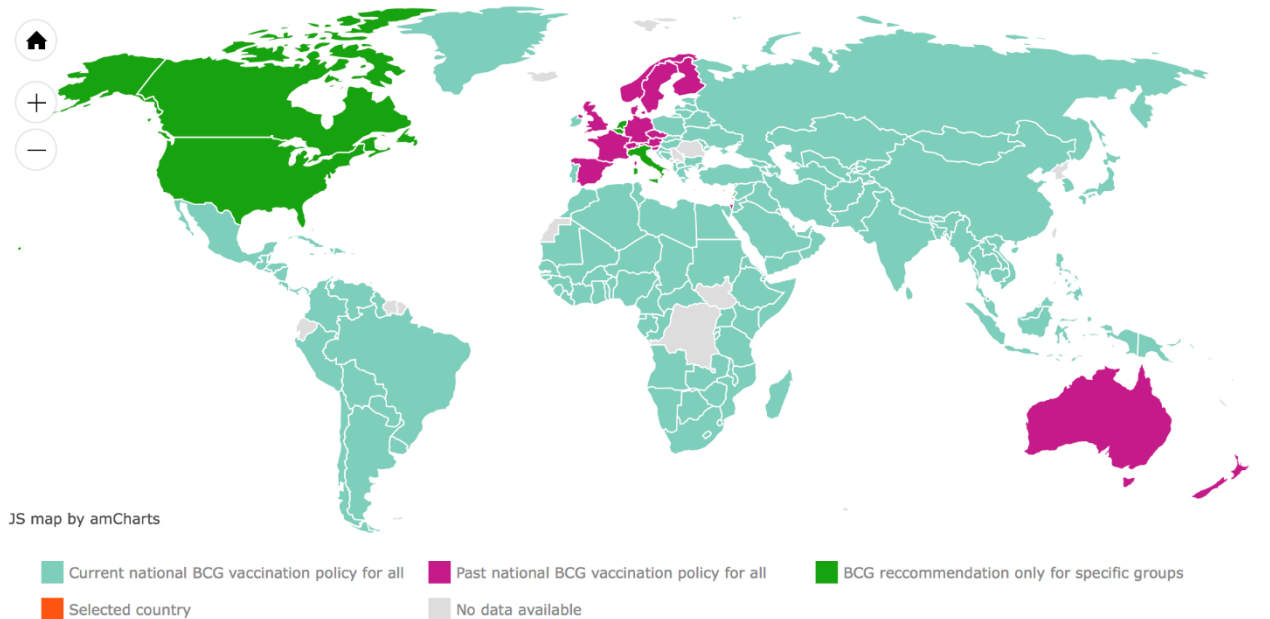 JS map by amCharts
Current national BCG vaccination policy for all
Past national BCG vaccination policy for all
BCG reccommendation only for specific groups
Selected country
No data available